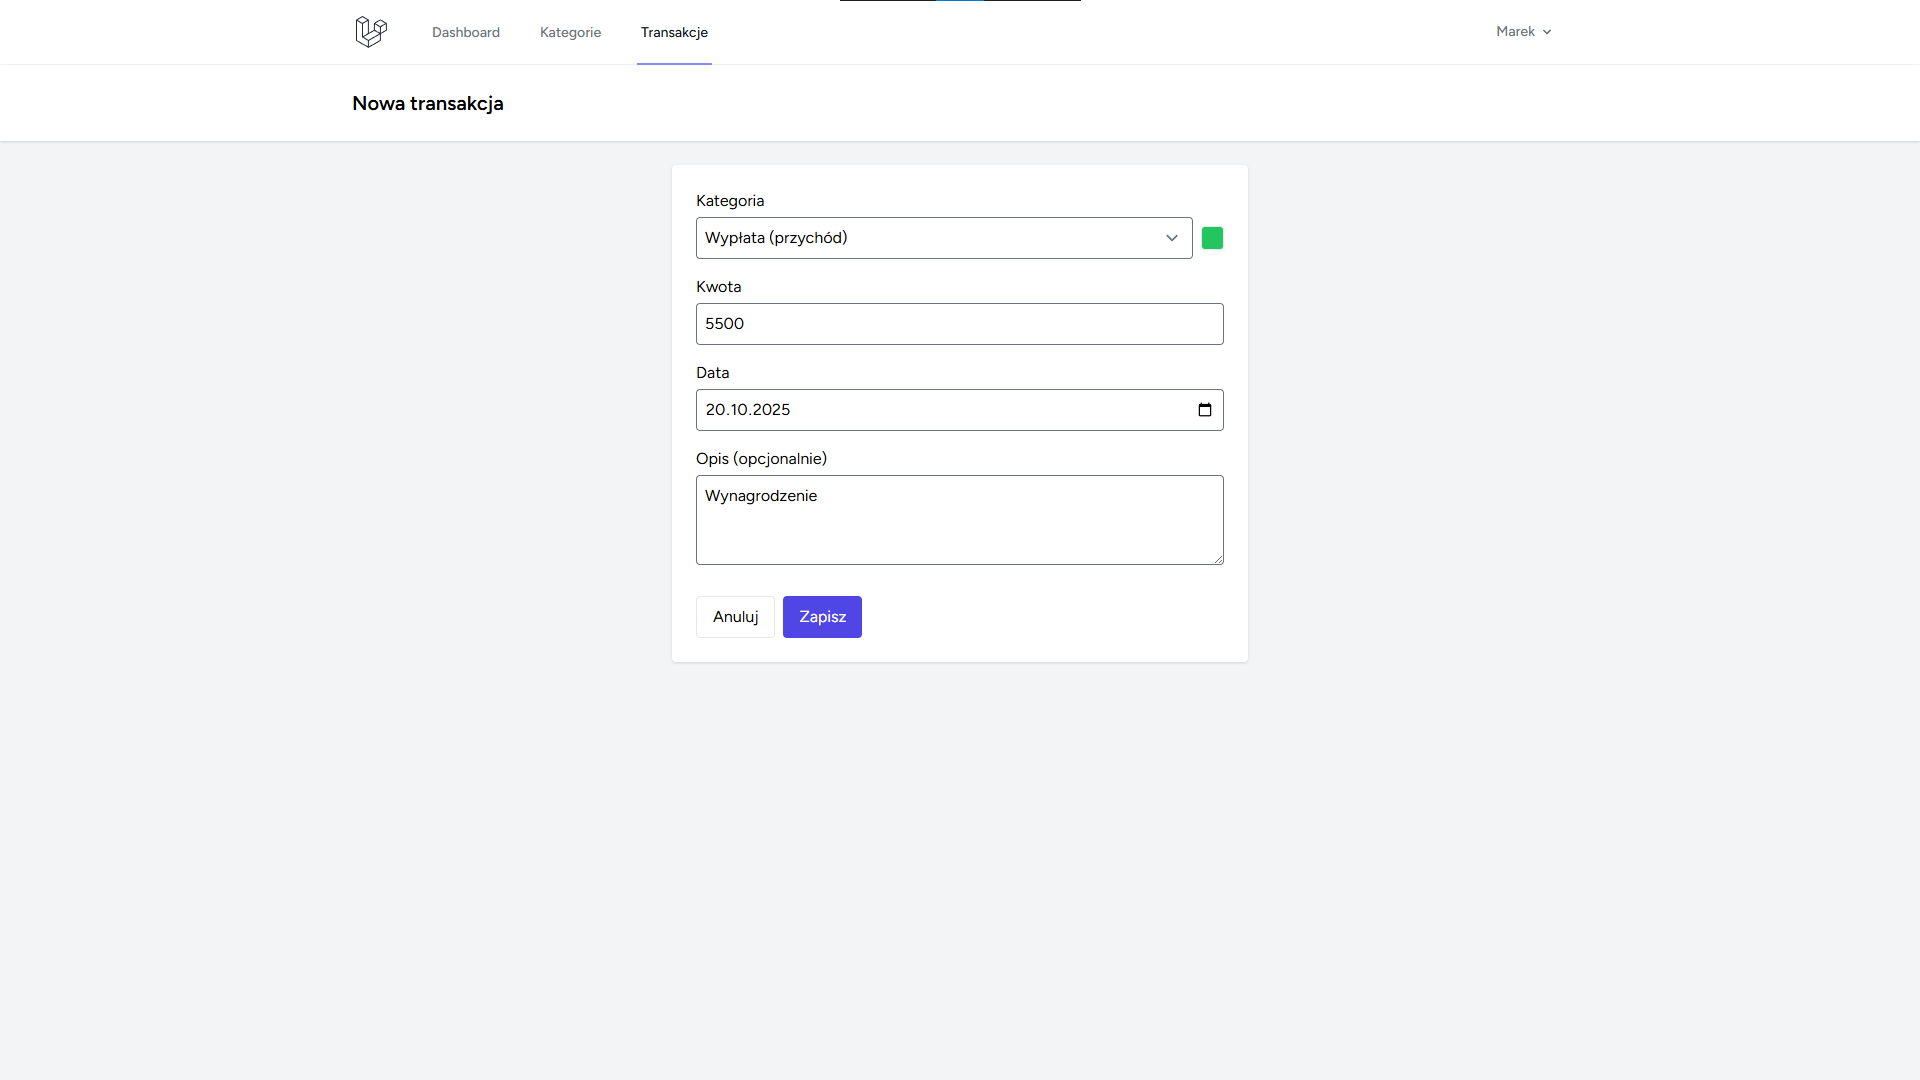 Dashboard Kategorie Transakcje Marek
Nowa transakcja
Kategoria
Wypłata (przychód)
Kwota
5500
Data
20.10.2025
Opis (opcjonalnie)
Wynagrodzenie
Anuluj Zapisz